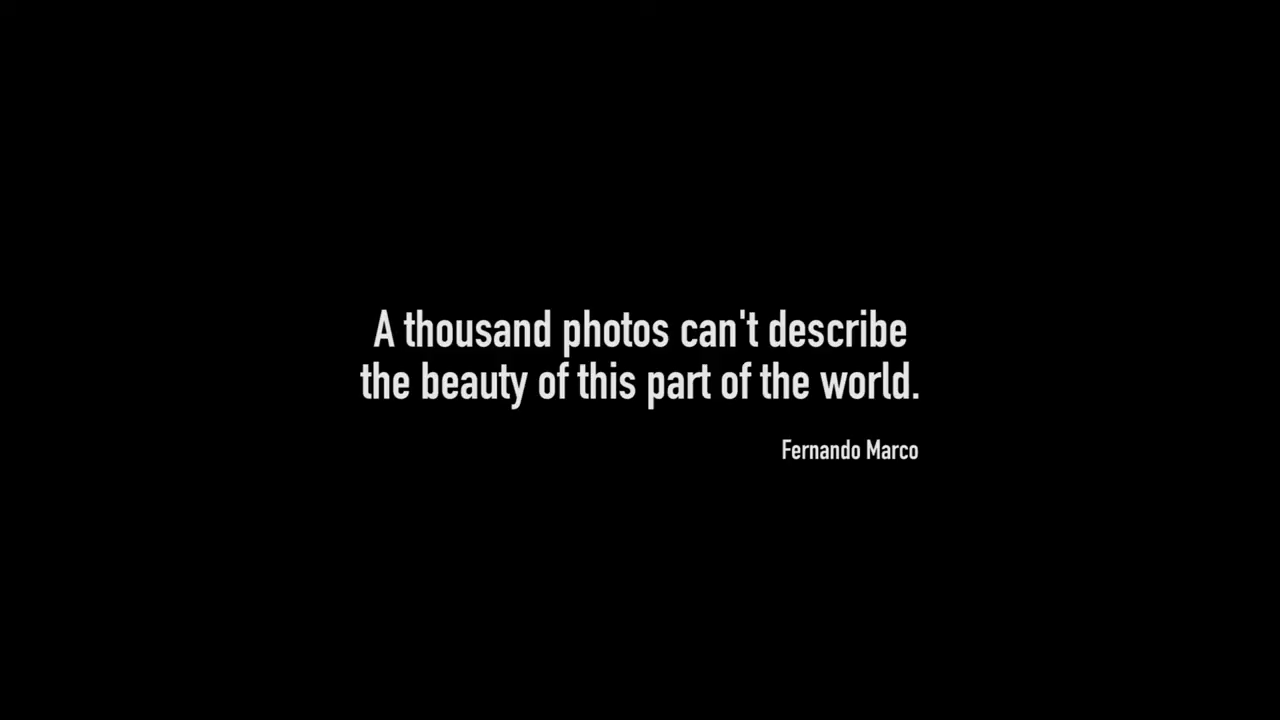 A thousand photos can't describe
the beauty of this part of the world.
Fernando Marco